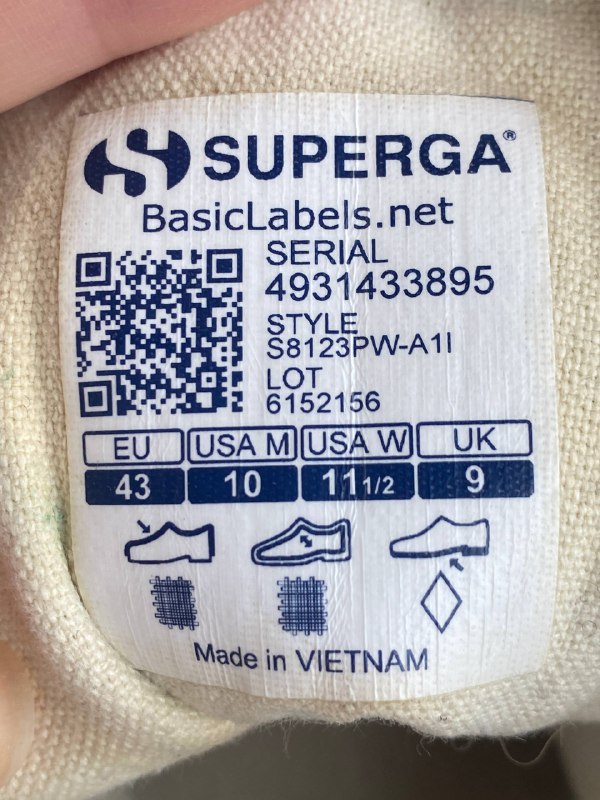 SUPERGA®
BasicLabels.net
SERIAL
4931433895
STYLE
S8123PW-A1I
LOT
6152156
EU USA M USA W UK
43 10 11 1/2 9
Made in VIETNAM